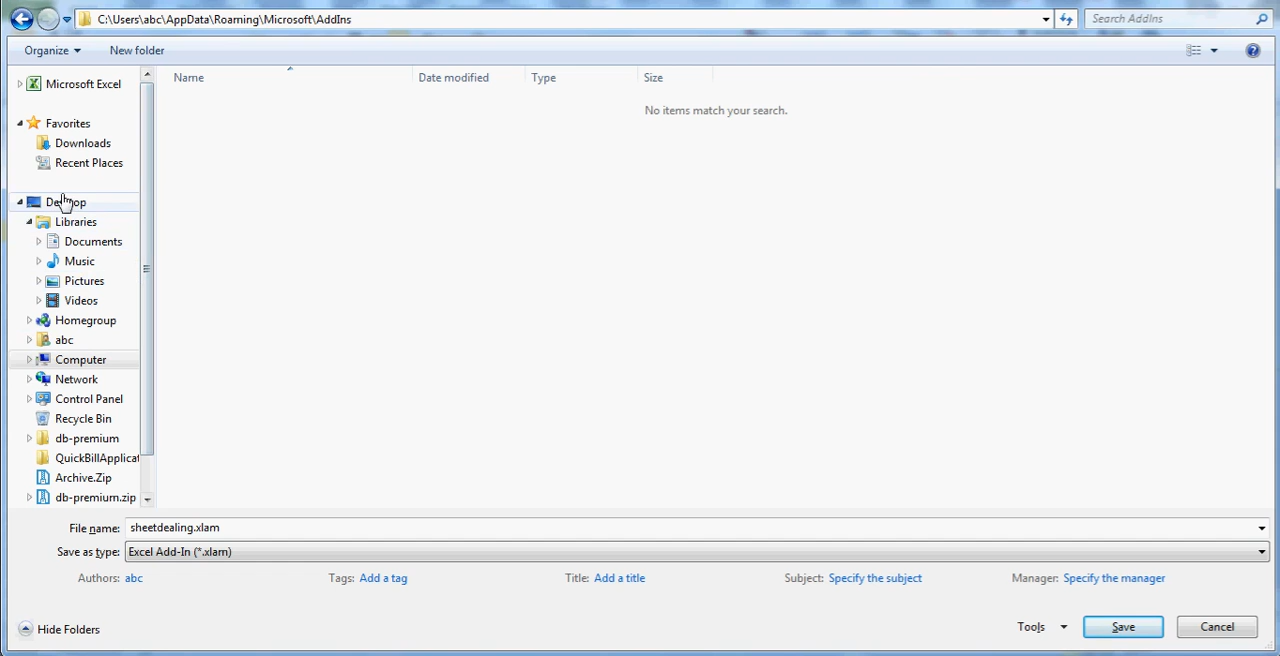 C:\Users\abc\AppData\Roaming\Microsoft\AddIns
Search AddIns
Organize
New folder
Name
Date modified
Type
Size
No items match your search.
Microsoft Excel
Favorites
Downloads
Recent Places
Desktop
Libraries
Documents
Music
Pictures
Videos
Homegroup
abc
Computer
Network
Control Panel
Recycle Bin
db-premium
QuickBillApplicat
Archive.Zip
db-premium.zip
File name: sheetdealing.xlam
Save as type: Excel Add-In (*.xlam)
Authors: abc
Tags: Add a tag
Title: Add a title
Subject: Specify the subject
Manager: Specify the manager
Hide Folders
Tools
Save
Cancel